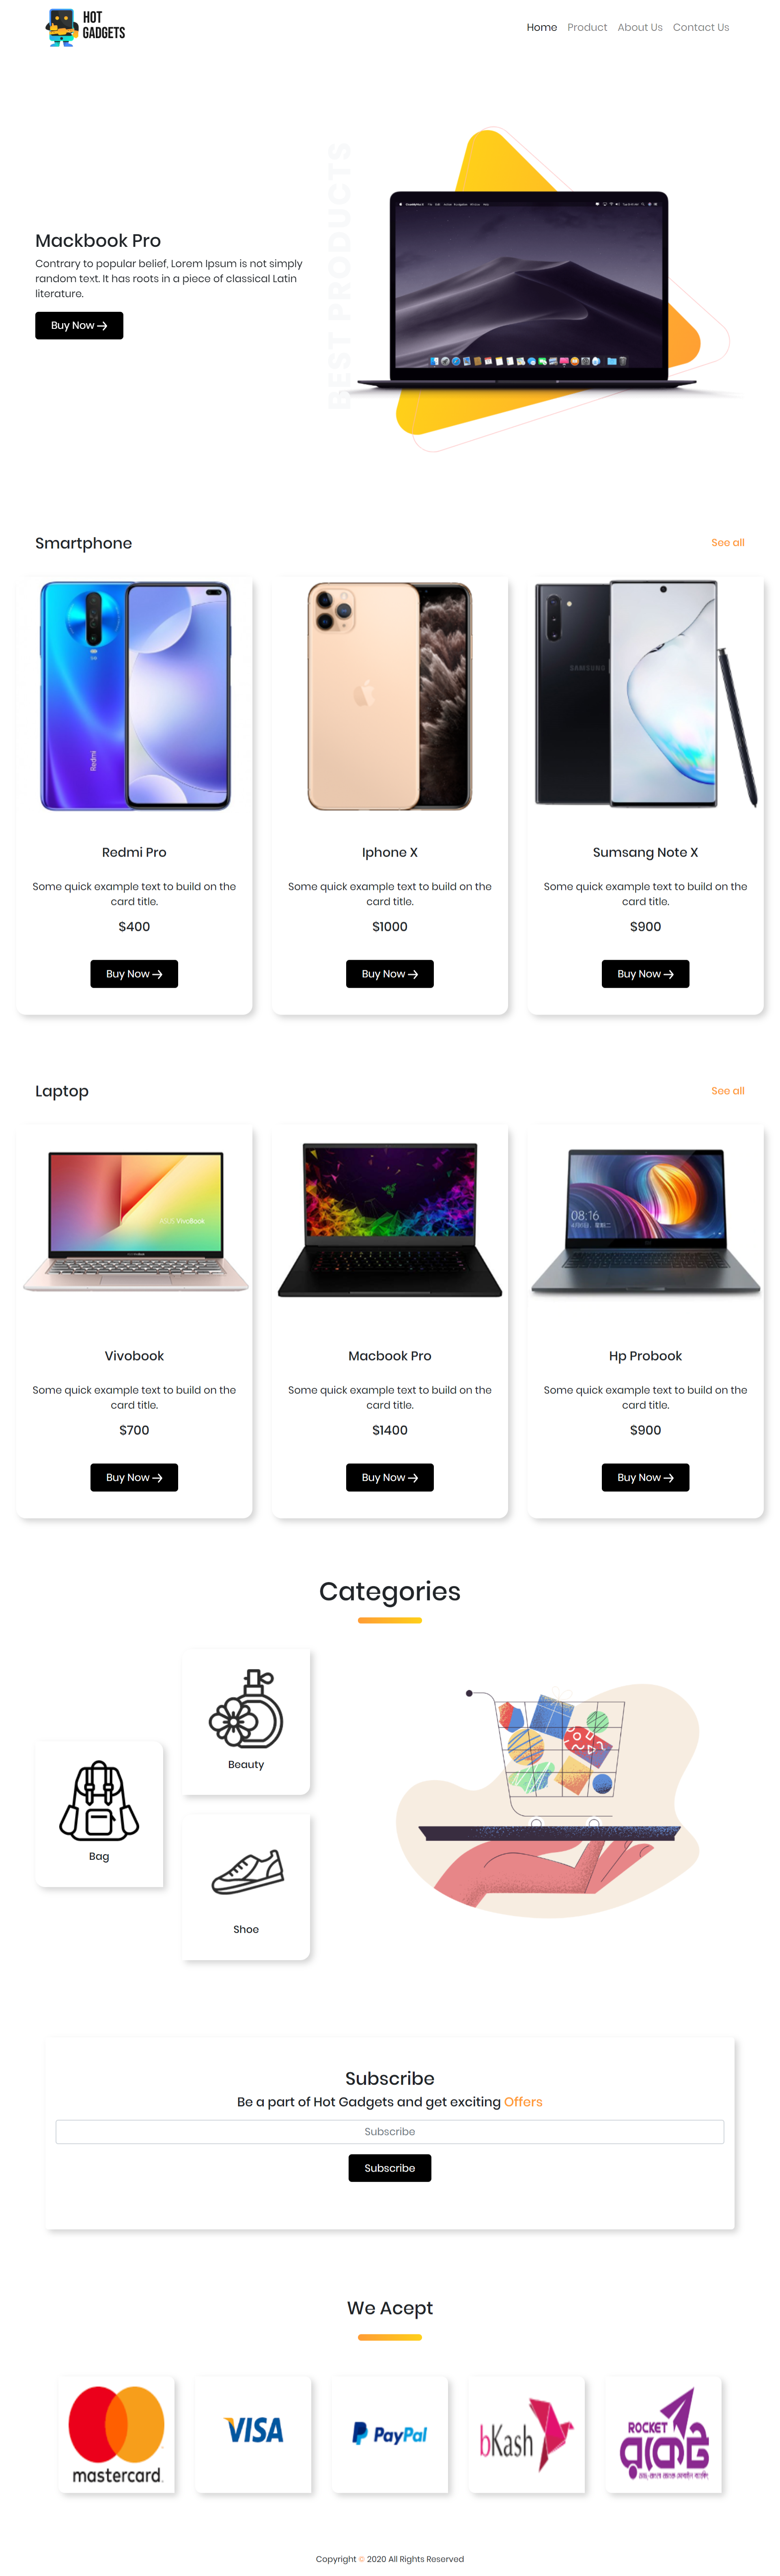 HOT
GADGETS
Home Product About Us Contact Us
BEST PRODUCTS
Mackbook Pro
Contrary to popular belief, Lorem Ipsum is not simply
random text. It has roots in a piece of classical Latin
literature.
Buy Now →
Smartphone
See all
Redmi
SAMSUNG
Redmi Pro
Some quick example text to build on the
card title.
$400
Buy Now →
Iphone X
Some quick example text to build on the
card title.
$1000
Buy Now →
Sumsang Note X
Some quick example text to build on the
card title.
$900
Buy Now →
Laptop
See all
ASUS VivoBook
08:16
Vivobook
Some quick example text to build on the
card title.
$700
Buy Now →
Macbook Pro
Some quick example text to build on the
card title.
$1400
Buy Now →
Hp Probook
Some quick example text to build on the
card title.
$900
Buy Now →
Categories
Beauty
Bag
Shoe
Subscribe
Be a part of Hot Gadgets and get exciting Offers
Subscribe
Subscribe
We Acept
mastercard.
VISA
PayPal
bKash
ROCKET
রকেট
Copyright © 2020 All Rights Reserved